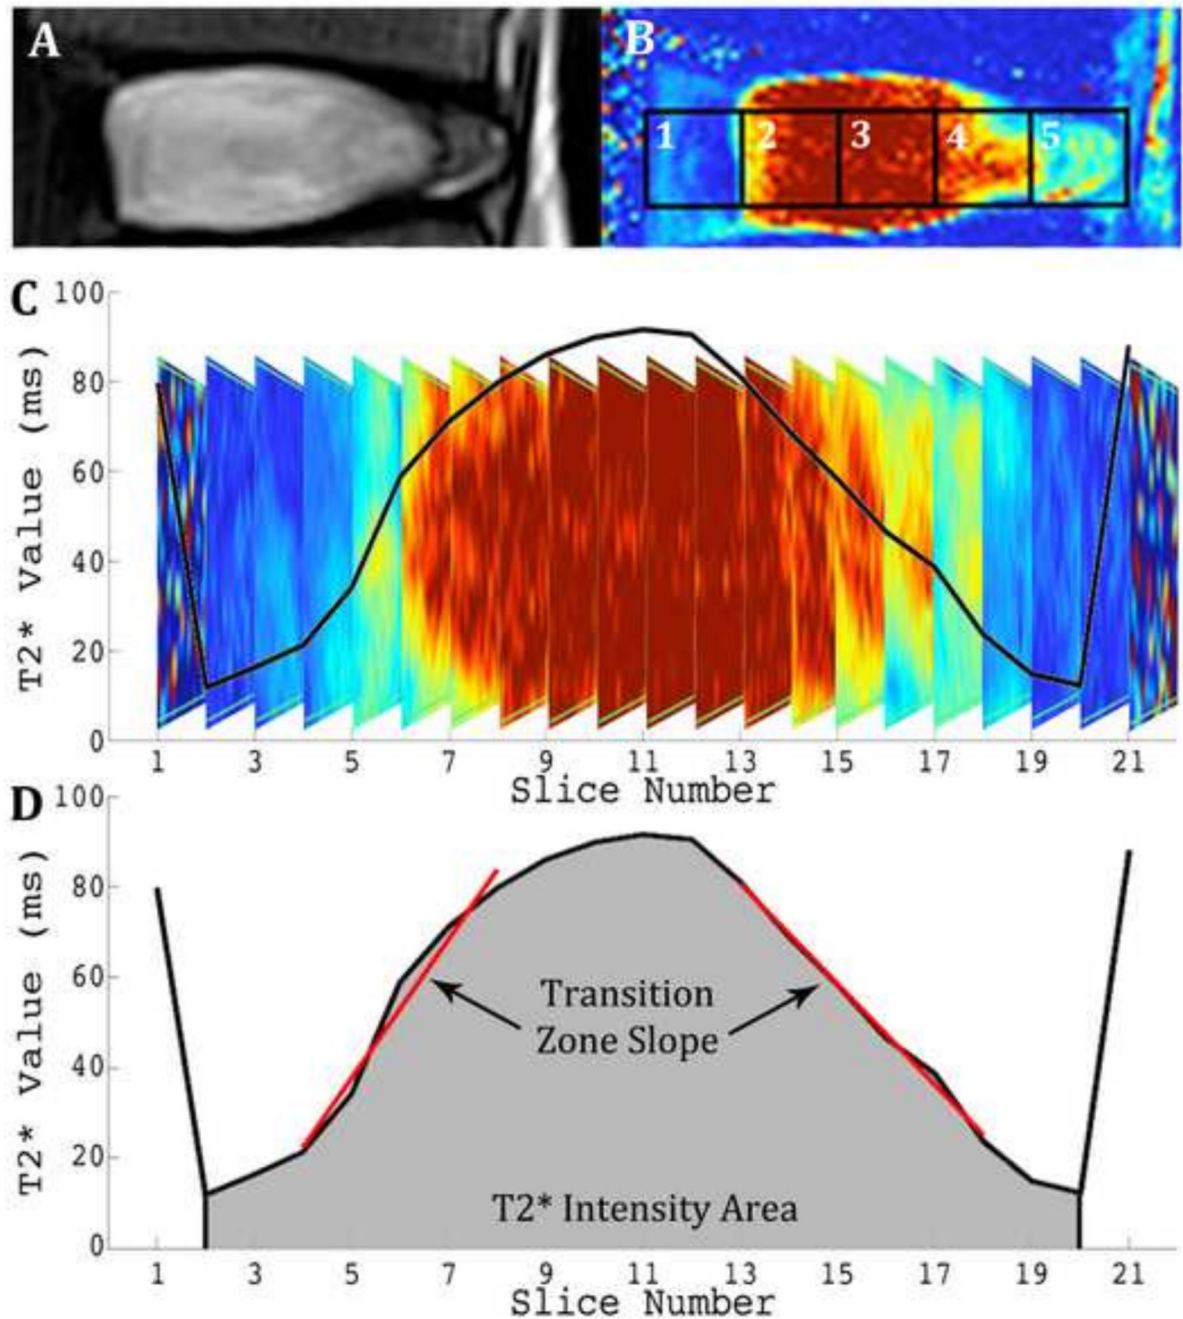 A
B
1 2 3 4 5
C
100
80
60
40
20
0
T2* Value (ms)
1 3 5 7 9 11 13 15 17 19 21
Slice Number
D
100
80
60
40
20
0
T2* Value (ms)
Transition
Zone Slope
T2* Intensity Area
1 3 5 7 9 11 13 15 17 19 21
Slice Number